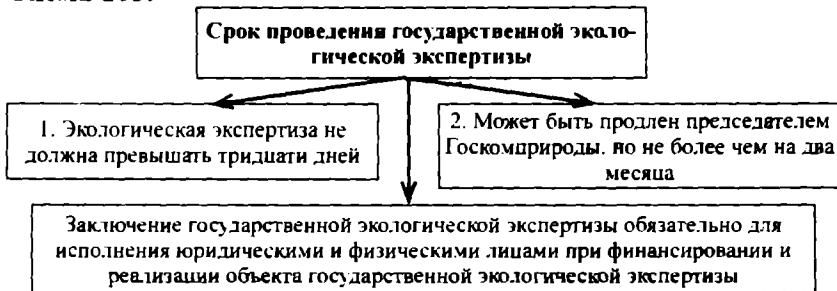 Срок проведения государственной эколо-
гической экспертизы
1. Экологическая экспертиза не
должна превышать тридцати дней
2. Может быть продлен председателем
Госкомприроды. но не более чем на два
месяца
Заключение государственной экологической экспертизы обязательно для
исполнения юридическими и физическими лицами при финансировании и
реализации объекта государственной экологической экспертизы